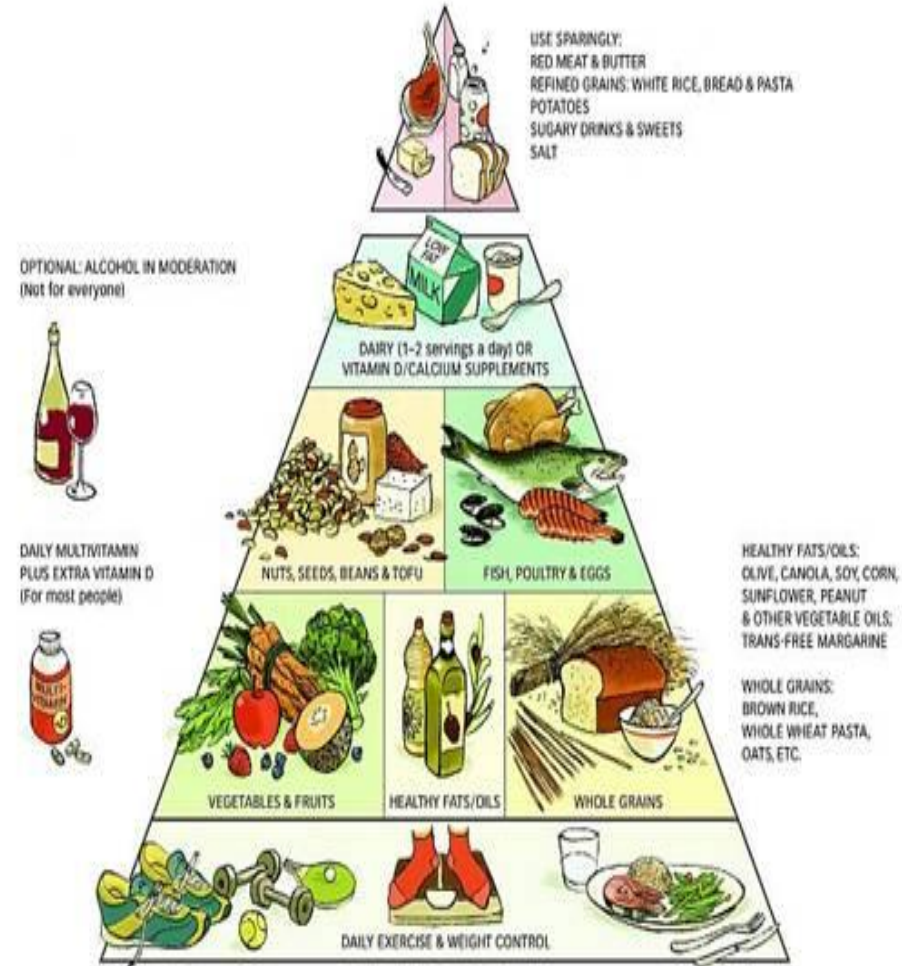 USE SPARINGLY:
RED MEAT & BUTTER
REFINED GRAINS: WHITE RICE, BREAD & PASTA
POTATOES
SUGARY DRINKS & SWEETS
SALT
OPTIONAL: ALCOHOL IN MODERATION
(Not for everyone)
LOW
FAT
MILK
DAIRY (1–2 servings a day) OR
VITAMIN D/CALCIUM SUPPLEMENTS
NUTS, SEEDS, BEANS & TOFU
FISH, POULTRY & EGGS
DAILY MULTIVITAMIN
PLUS EXTRA VITAMIN D
(For most people)
MULTI-
VITAMIN
+D
HEALTHY FATS/OILS:
OLIVE, CANOLA, SOY, CORN,
SUNFLOWER, PEANUT
& OTHER VEGETABLE OILS;
TRANS-FREE MARGARINE
WHOLE GRAINS:
BROWN RICE,
WHOLE WHEAT PASTA,
OATS, ETC.
VEGETABLES & FRUITS
HEALTHY FATS/OILS
WHOLE GRAINS
DAILY EXERCISE & WEIGHT CONTROL